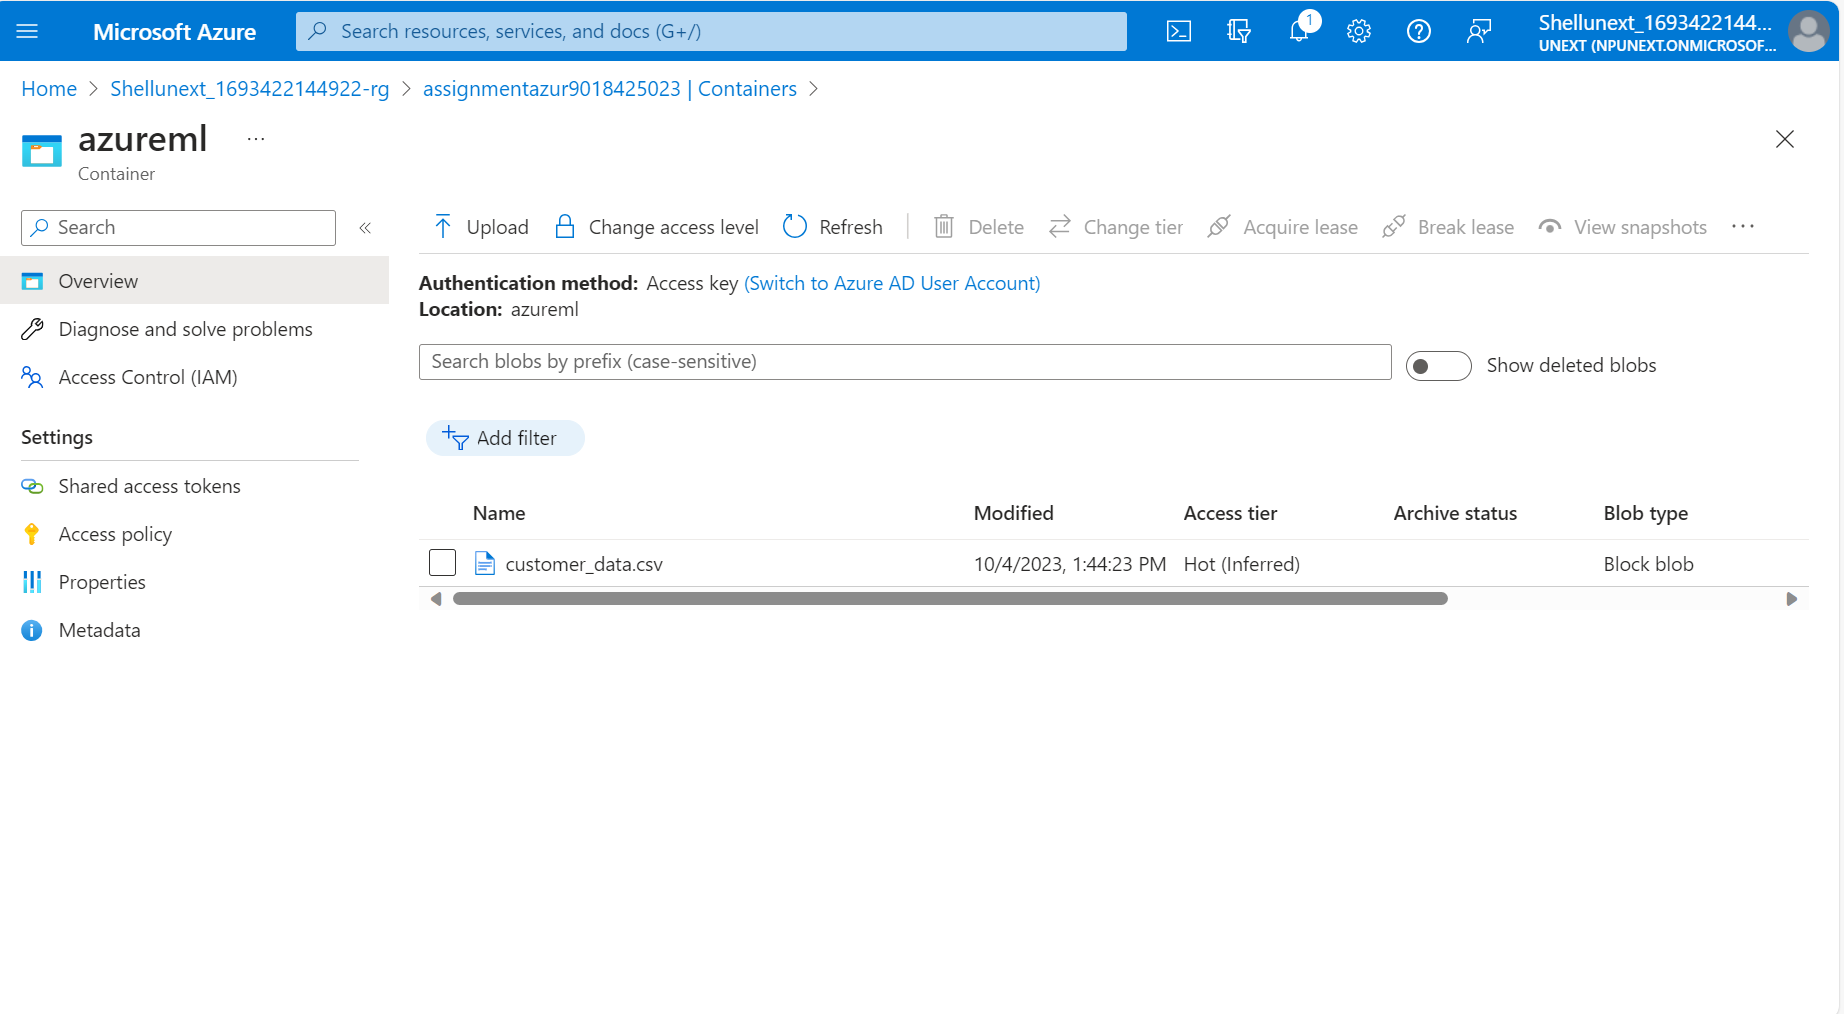 Microsoft Azure
Search resources, services, and docs (G+/)
1
Shellunext_1693422144...
UNEXT (NPUNEXT.ONMICROSOF...
Home > Shellunext_1693422144922-rg > assignmentazur9018425023 | Containers >
azureml ...
Container
Search «
Overview
Diagnose and solve problems
Access Control (IAM)
Settings
Shared access tokens
Access policy
Properties
Metadata
Upload Change access level Refresh Delete Change tier Acquire lease Break lease View snapshots ...
Authentication method: Access key (Switch to Azure AD User Account)
Location: azureml
Search blobs by prefix (case-sensitive)
Show deleted blobs
Add filter
Name Modified Access tier Archive status Blob type
customer_data.csv 10/4/2023, 1:44:23 PM Hot (Inferred) Block blob